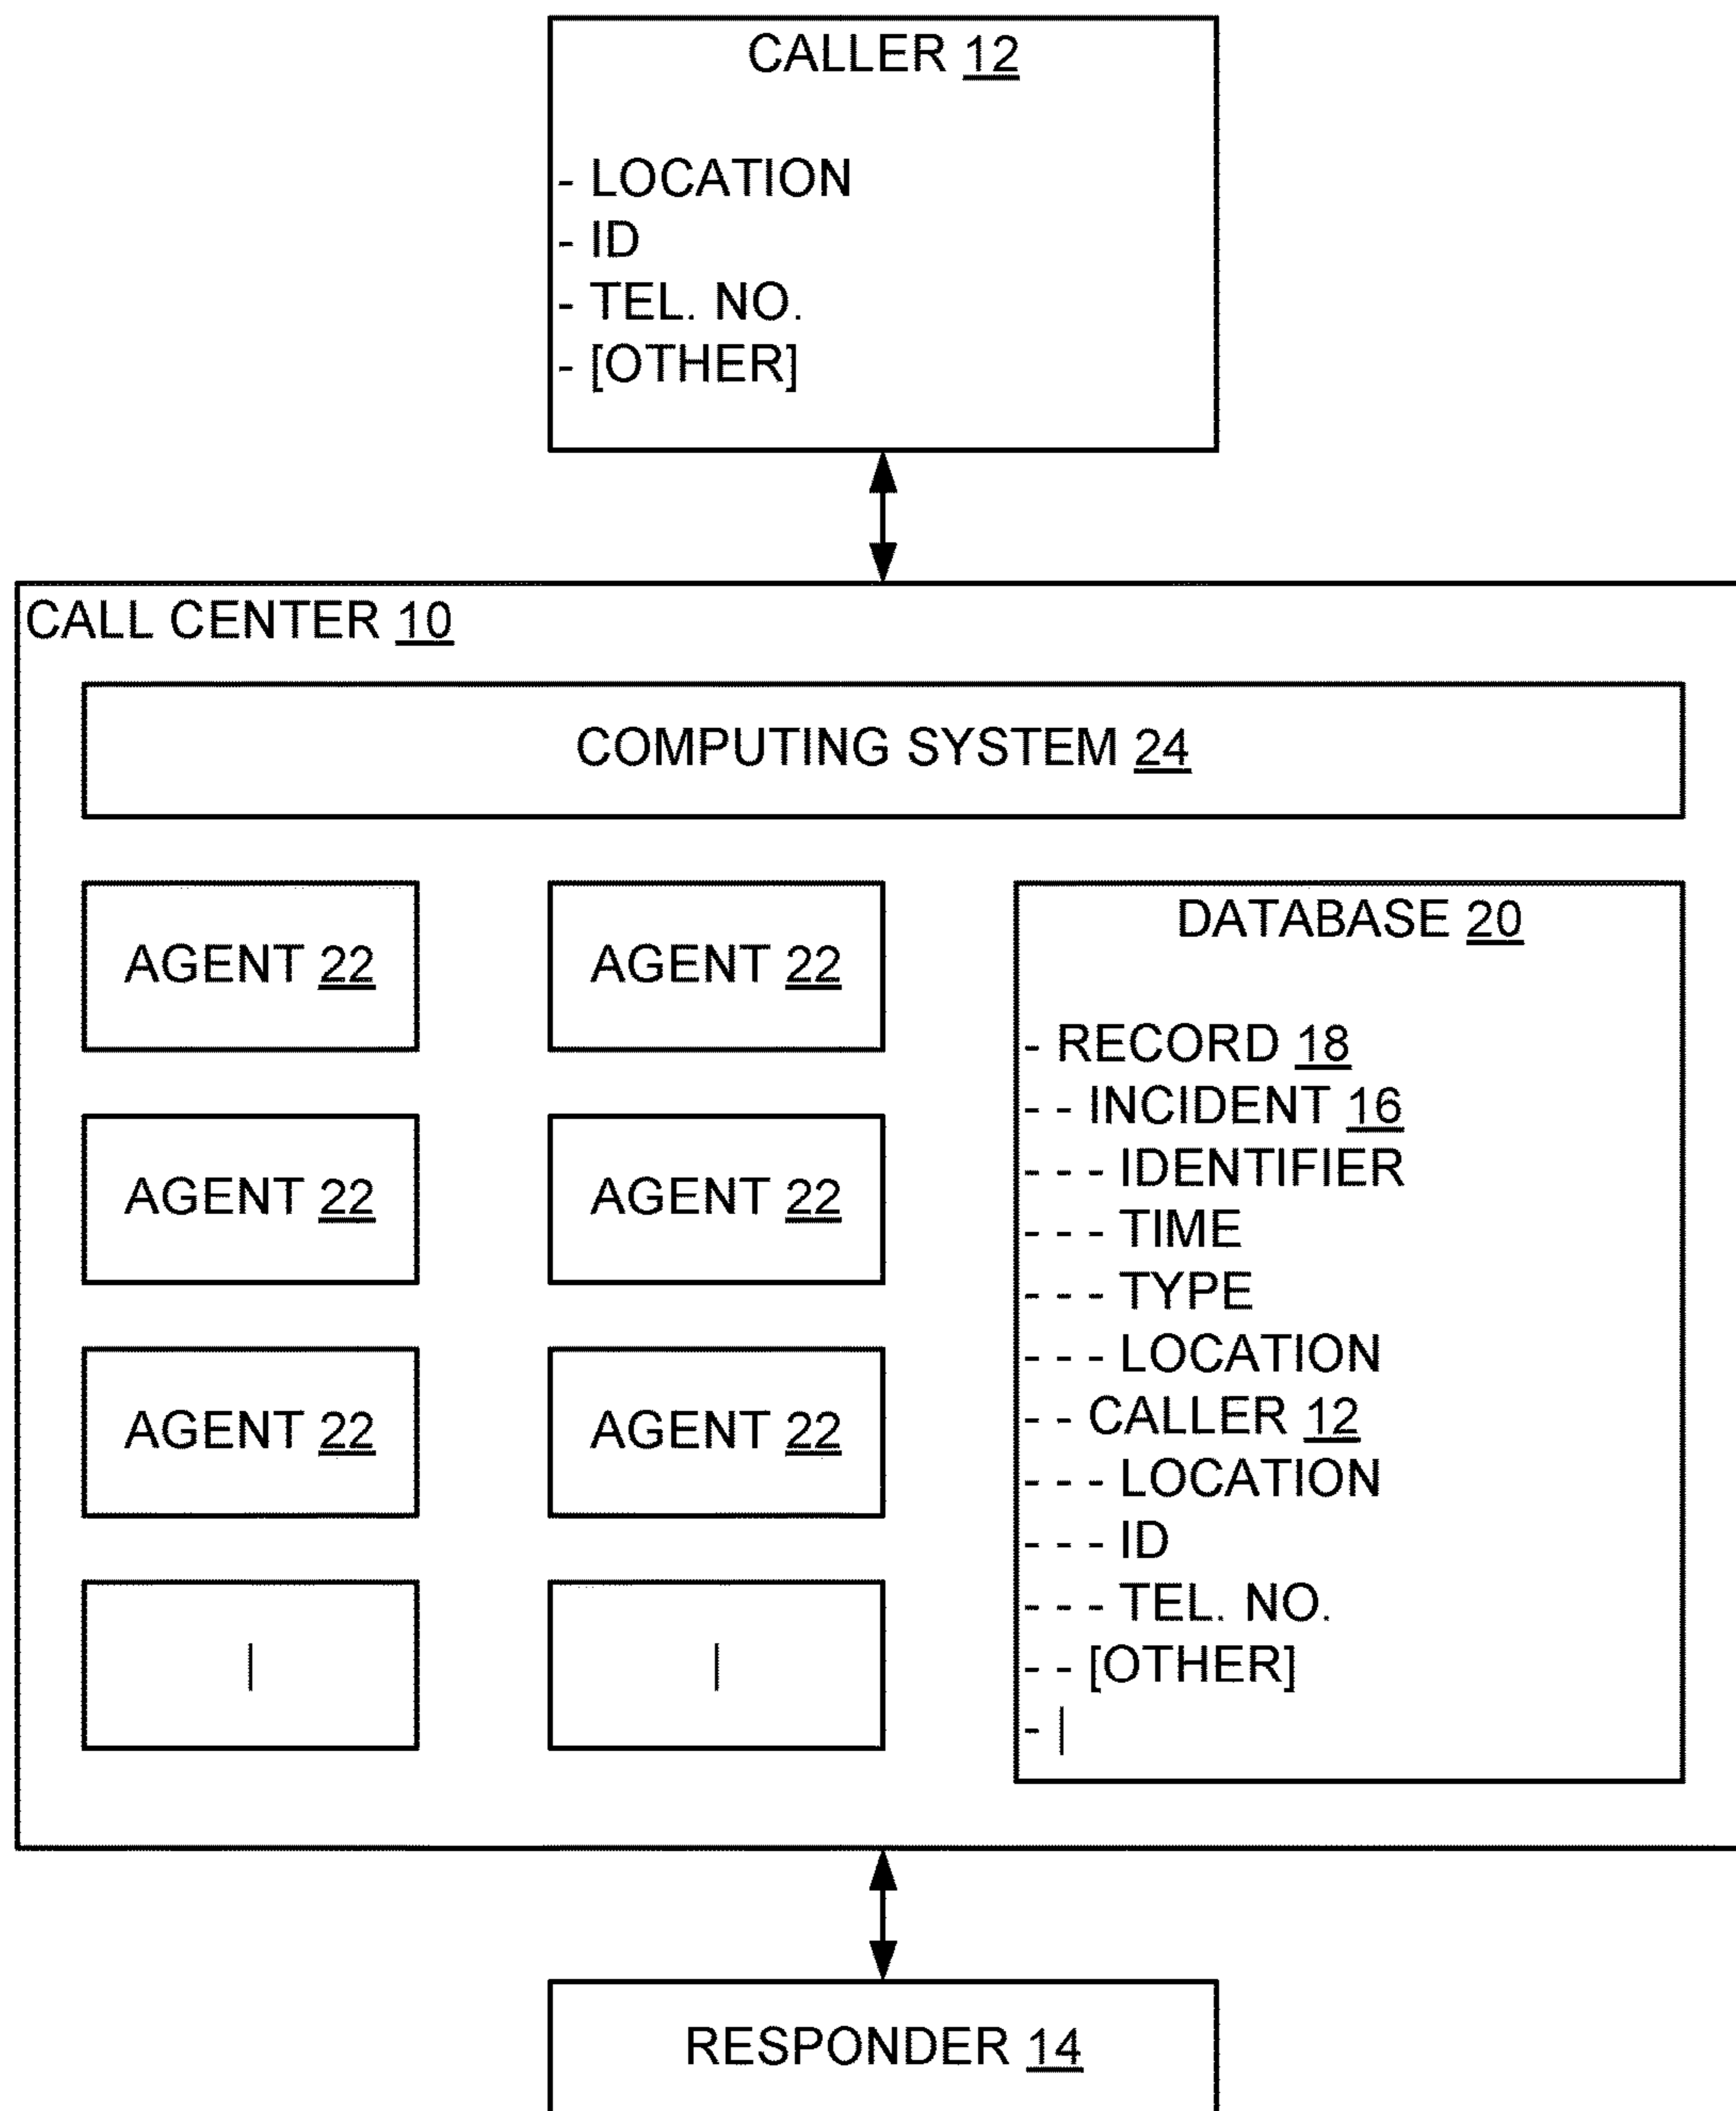 CALLER 12
- LOCATION
- ID
- TEL. NO.
- [OTHER]
CALL CENTER 10
COMPUTING SYSTEM 24
AGENT 22
AGENT 22
AGENT 22
AGENT 22
AGENT 22
AGENT 22
|
|
DATABASE 20
- RECORD 18
- - INCIDENT 16
- - - IDENTIFIER
- - - TIME
- - - TYPE
- - - LOCATION
- - CALLER 12
- - - LOCATION
- - - ID
- - - TEL. NO.
- - [OTHER]
- |
RESPONDER 14